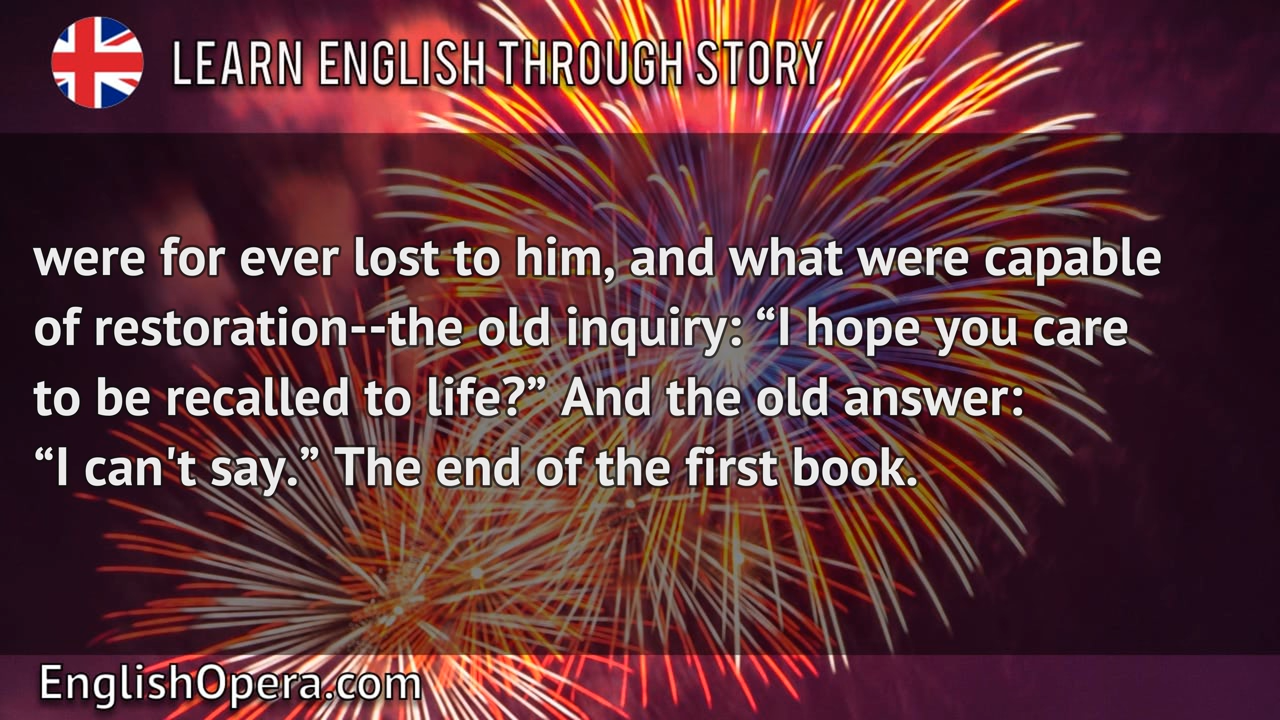 LEARN ENGLISH THROUGH STORY
were for ever lost to him, and what were capable
of restoration--the old inquiry: “I hope you care
to be recalled to life?” And the old answer:
“I can't say.” The end of the first book.
EnglishOpera.com